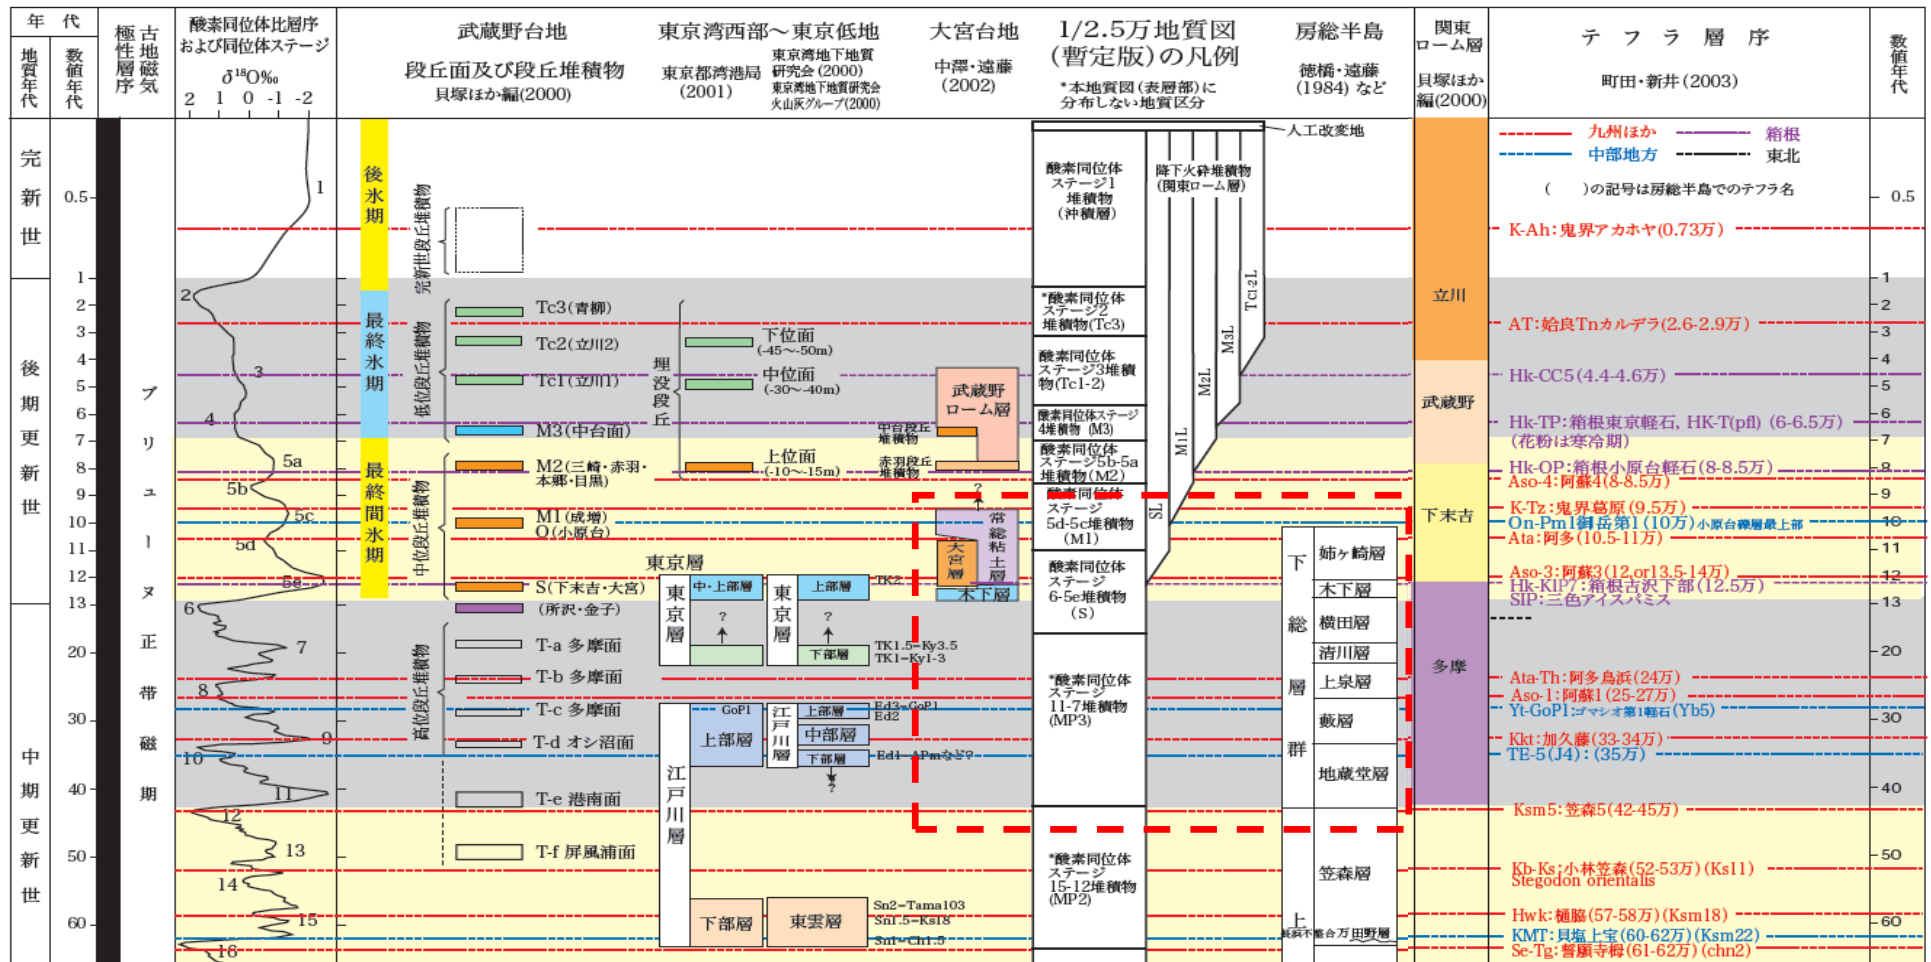 年 代
地質年代
数値年代
古地磁気
極性層序
酸素同位体比層序
および同位体ステージ
δ¹⁸O‰
2 1 0 -1 -2
武蔵野台地
段丘面及び段丘堆積物
貝塚ほか編(2000)
東京湾西部～東京低地
東京都湾港局
(2001)
東京湾地下地質
研究会(2000)
東京湾地下地質研究会
火山灰グループ(2000)
大宮台地
中澤・遠藤
(2002)
1/2.5万地質図
(暫定版)の凡例
*本地質図(表層部)に
分布しない地質区分
房総半島
徳橋・遠藤
(1984) など
関東
ローム層
貝塚ほか
編(2000)
テフラ層序
町田・新井(2003)
数値年代
完新世
後期更新世
中期更新世
0.5
1
2
3
4
5
6
7
8
9
10
11
12
13
20
30
40
50
60
ブリューンヌ正帯磁期
1
2
3
4
5a
5b
5c
5d
5e
6
7
8
9
10
11
12
13
14
15
16
後氷期
最終氷期
最終間氷期
完新世段丘堆積物
低位段丘堆積物
中位段丘堆積物
高位段丘堆積物
Tc3(青柳)
Tc2(立川2)
Tc1(立川1)
M3(中台面)
M2(三崎・赤羽・
本郷・目黒)
M1(成増)
O(小原台)
S(下末吉・大宮)
(所沢・金子)
T-a 多摩面
T-b 多摩面
T-c 多摩面
T-d オシ沼面
T-e 港南面
T-f 屏風浦面
埋没段丘
下位面
(-45～-50m)
中位面
(-30～-40m)
上位面
(-10～-15m)
東京層
東京層
中・上部層
?
東京層
上部層
?
下部層
TK2
TK1.5-Ky3.5
TK1-Ky1-3
江戸川層
GoP1
上部層
下部層
江戸川層
上部層
中部層
下部層
?
Ed3-GoP1
Ed2
Ed1-APmなど?
東雲層
Sn2-Tama103
Sn1.5-Ks18
Sn1-Ch1.5
武蔵野
ローム層
中台段丘
堆積物
赤羽段丘
堆積物
?
常総粘土層
大宮層
木下層
人工改変地
酸素同位体
ステージ1
堆積物
(沖積層)
降下火砕堆積物
(関東ローム層)
*酸素同位体
ステージ2
堆積物(Tc3)
酸素同位体
ステージ3堆積
物(Tc1-2)
酸素同位体ステージ
4堆積物 (M3)
酸素同位体
ステージ5b-5a
堆積物(M2)
酸素同位体
ステージ
5d-5c堆積物
(M1)
酸素同位体
ステージ
6-5e堆積物
(S)
*酸素同位体
ステージ
11-7堆積物
(MP3)
*酸素同位体
ステージ
15-12堆積物
(MP2)
SL
M1L
M2L
M3L
Tc1-2L
下総層群
姉ヶ崎層
木下層
横田層
清川層
上泉層
藪層
地蔵堂層
笠森層
上
長浜不整合
万田野層
立川
武蔵野
下末吉
多摩
九州ほか
箱根
中部地方
東北
( )の記号は房総半島でのテフラ名
K-Ah:鬼界アカホヤ(0.73万)
AT:姶良Tnカルデラ(2.6-2.9万)
Hk-CC5(4.4-4.6万)
Hk-TP:箱根東京軽石, HK-T(pfl) (6-6.5万)
(花粉は寒冷期)
Hk-OP:箱根小原台軽石(8-8.5万)
Aso-4:阿蘇4(8-8.5万)
K-Tz:鬼界葛原(9.5万)
On-Pm1御岳第1(10万)小原台礫層最上部
Ata:阿多(10.5-11万)
Aso-3:阿蘇3(12,or13.5-14万)
Hk-KlP7:箱根吉沢下部(12.5万)
SIP:三色アイスパミス
Ata-Th:阿多鳥浜(24万)
Aso-1:阿蘇1(25-27万)
Yt-GoP1:ゴマシオ第1軽石(Yb5)
Kkt:加久藤(33-34万)
TE-5(J4): (35万)
Ksm5:笠森5(42-45万)
Kb-Ks:小林笠森(52-53万)(Ks11)
Stegodon orientalis
Hwk:樋脇(57-58万)(Ksm18)
KMT:貝塩上宝(60-62万)(Ksm22)
Se-Tg:誓願寺栂(61-62万)(chn2)
0.5
1
2
3
4
5
6
7
8
9
10
11
12
13
20
30
40
50
60